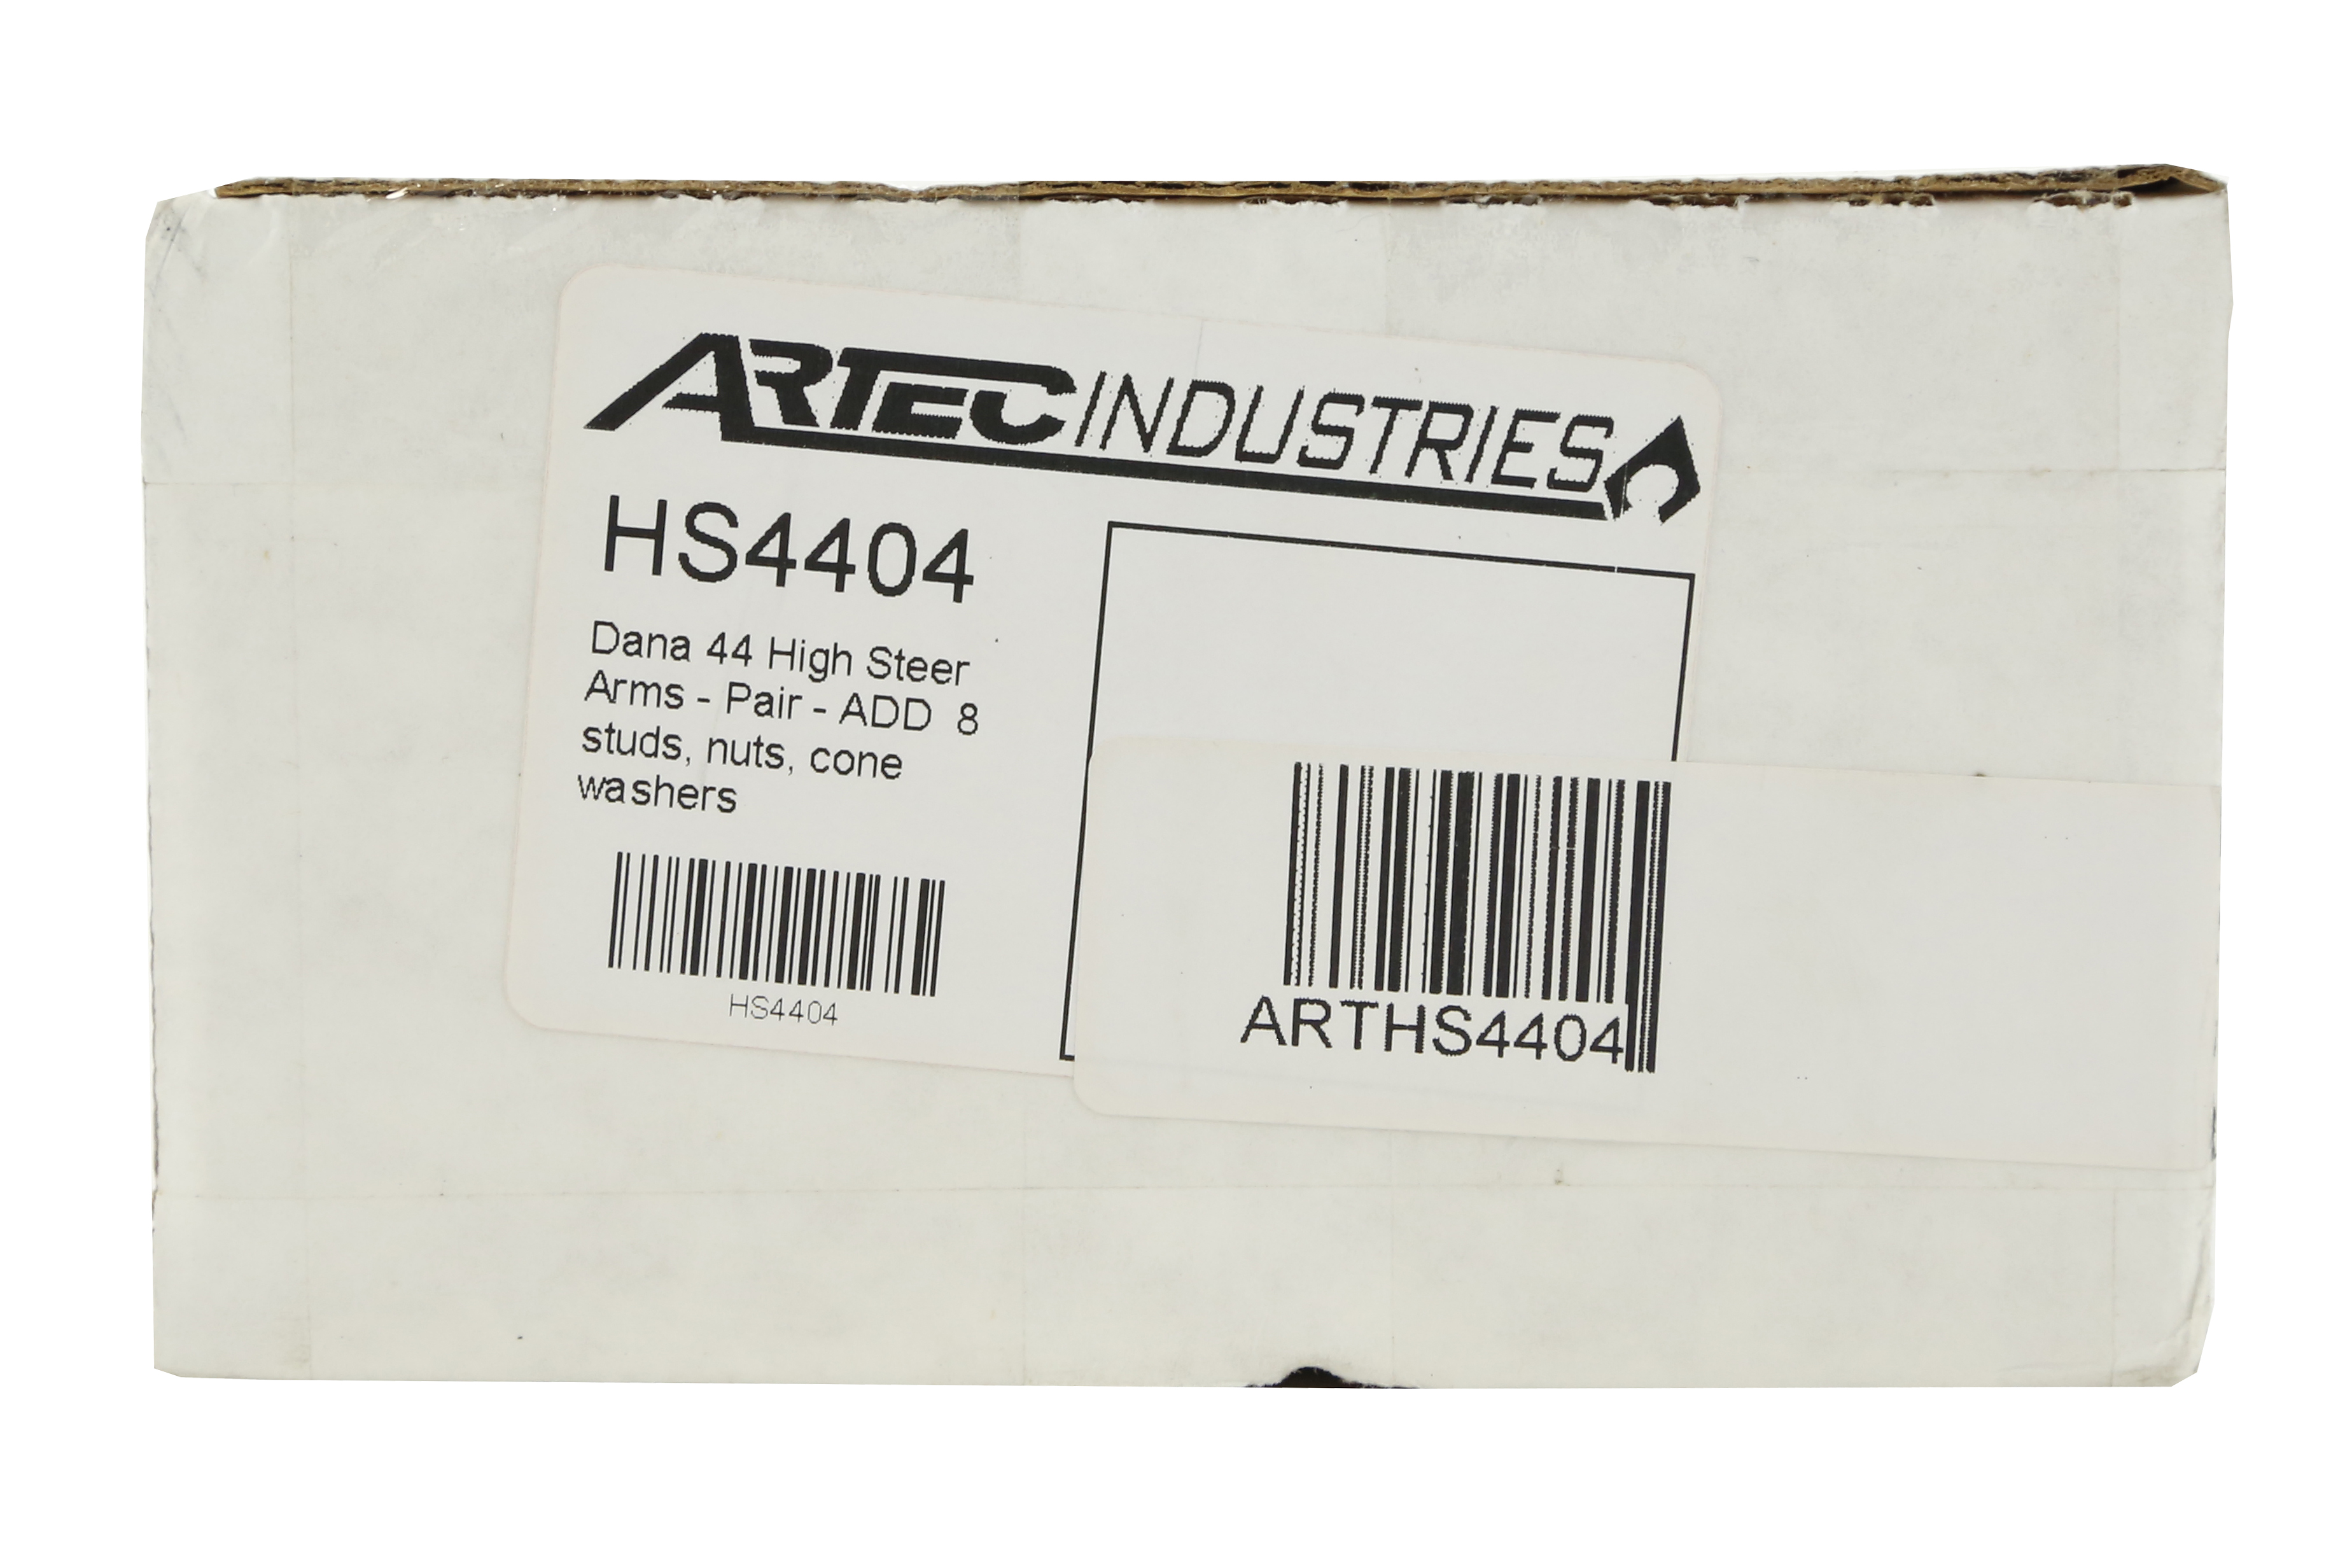 ARTEC INDUSTRIES
HS4404
Dana 44 High Steer
Arms - Pair - ADD  8
studs, nuts, cone
washers
HS4404
ARTHS4404